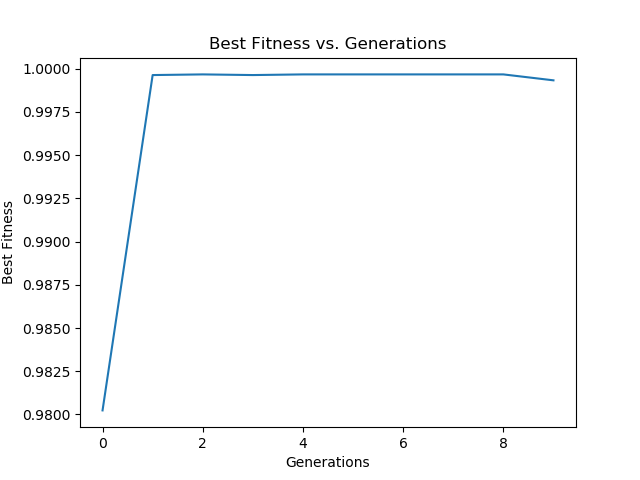 Best Fitness vs. Generations
1.0000
0.9975
0.9950
0.9925
0.9900
0.9875
0.9850
0.9825
0.9800
Best Fitness
0 2 4 6 8
Generations